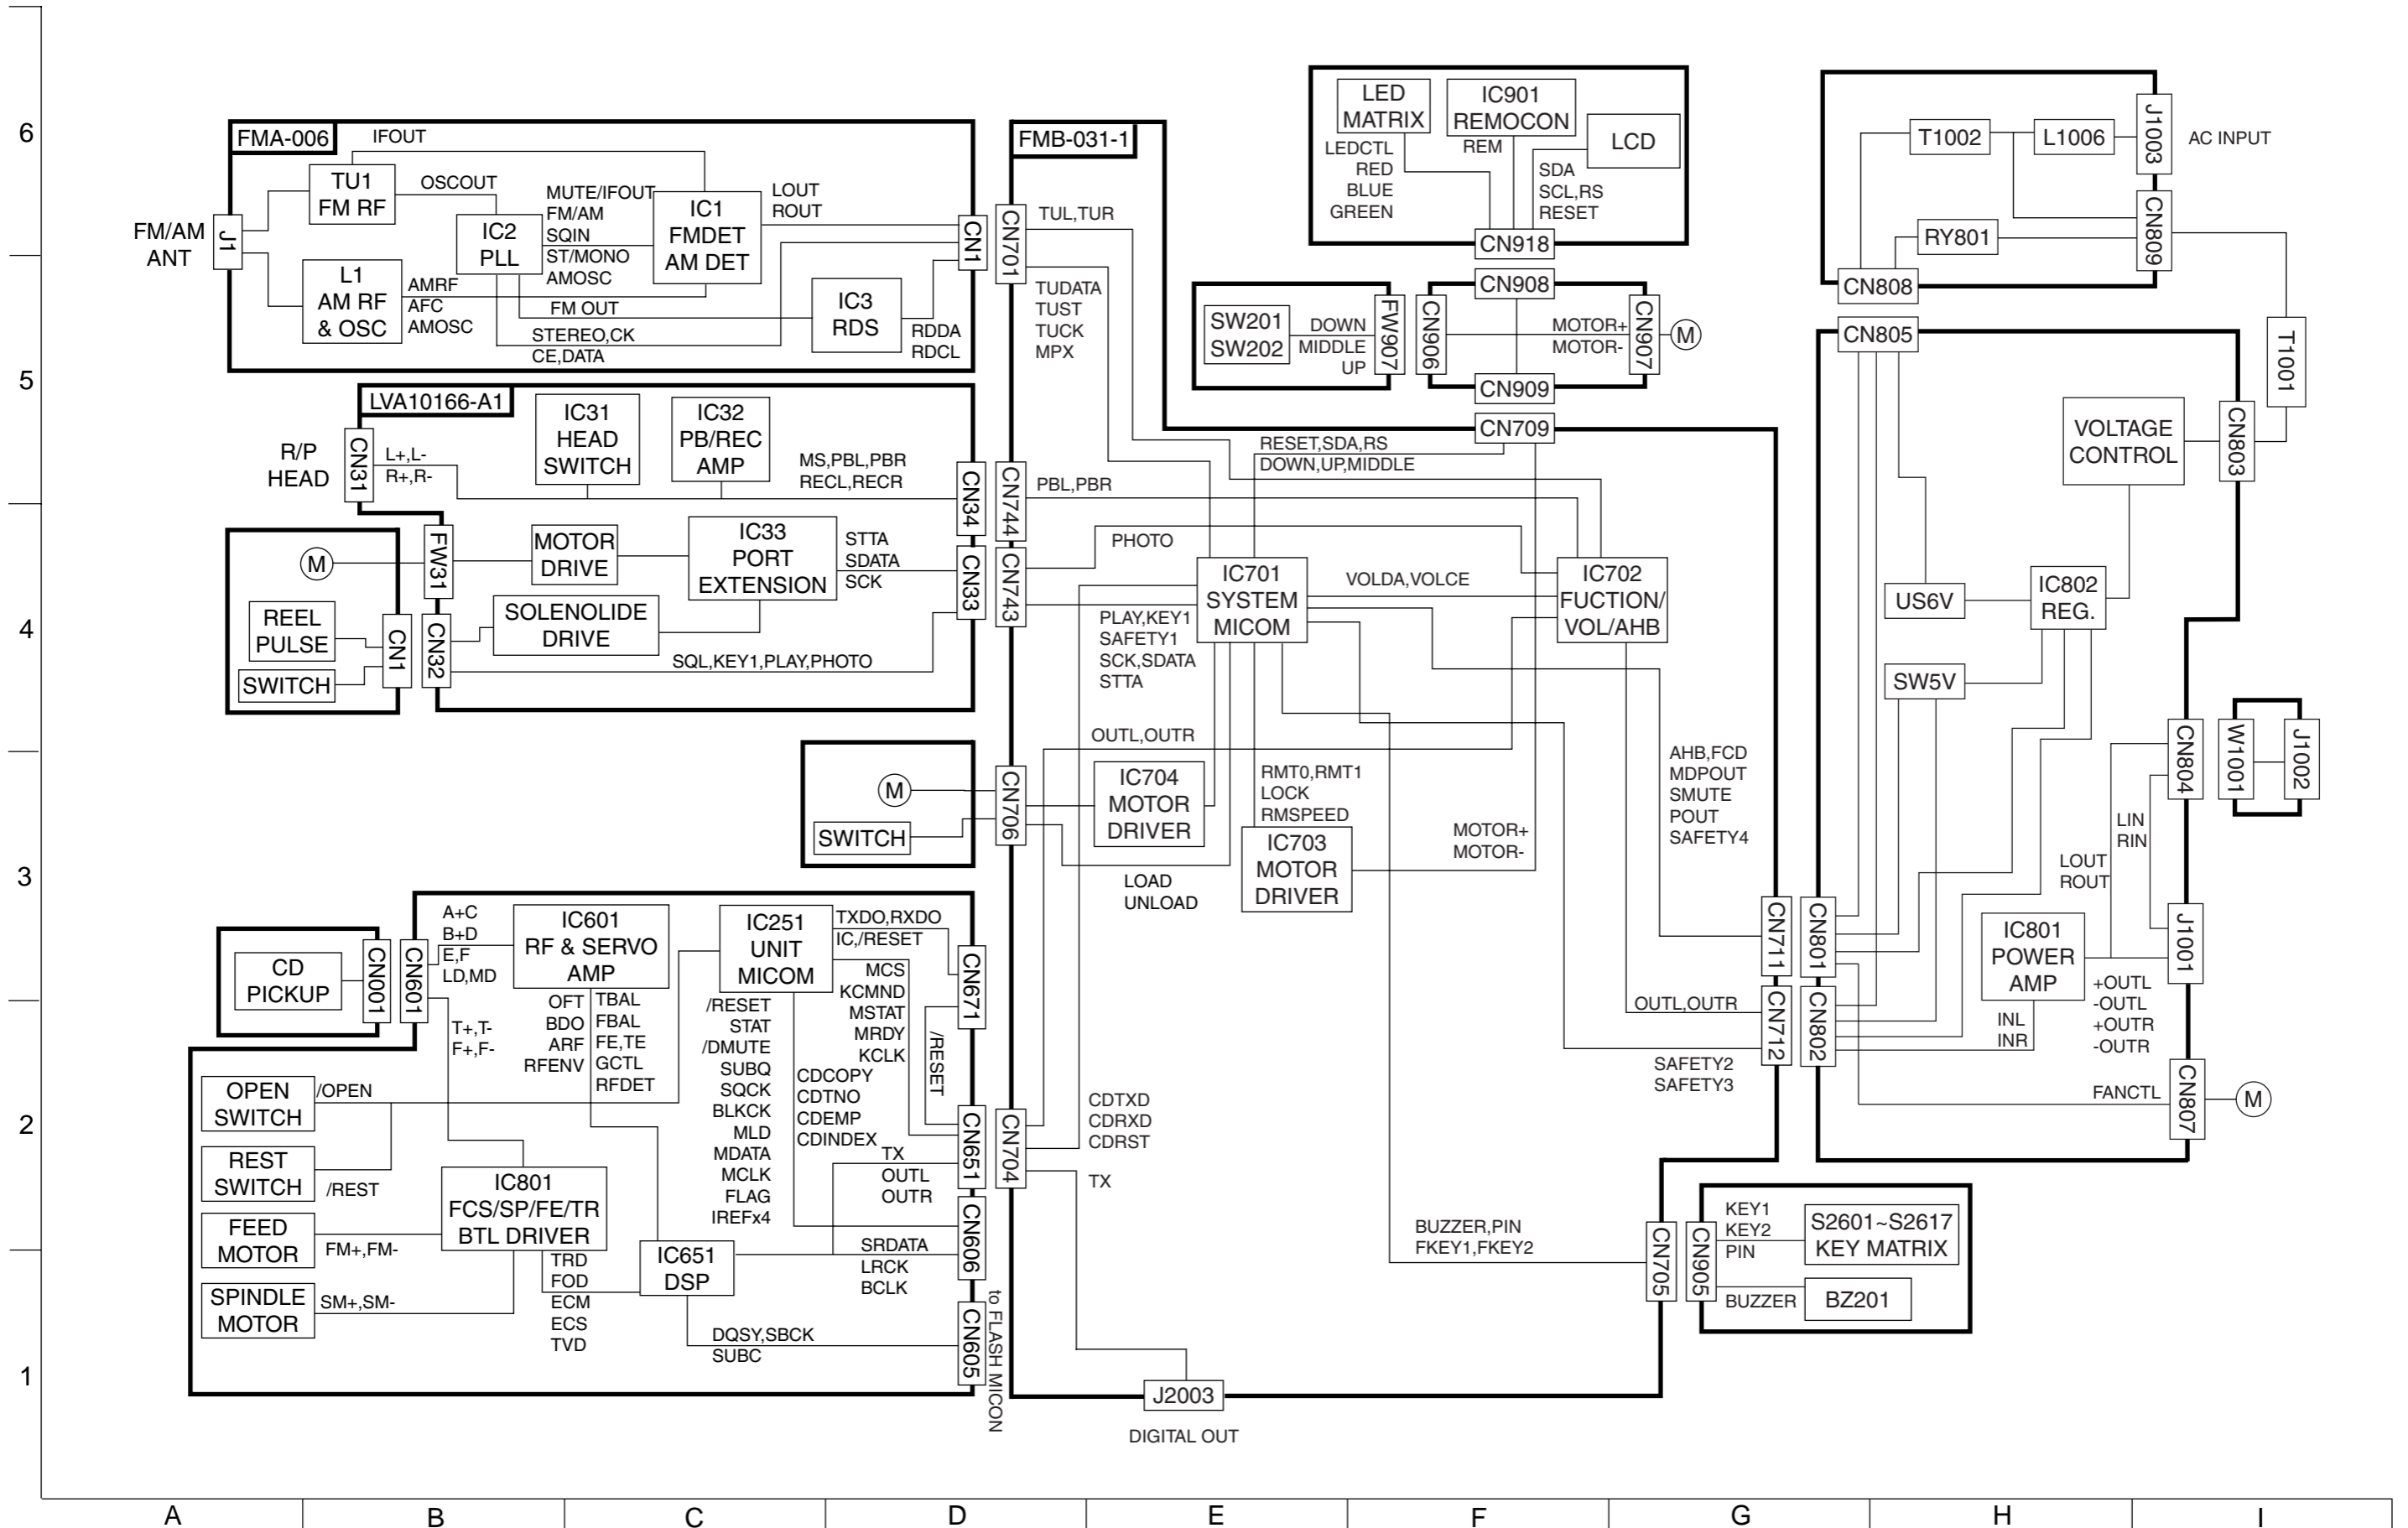 6
5
4
3
2
1
A
B
C
D
E
F
G
H
I
FMA-006
IFOUT
TU1
FM RF
OSCOUT
FM/AM
ANT
J1
L1
AM RF
& OSC
IC2
PLL
MUTE/IFOUT
FM/AM
SQIN
ST/MONO
AMOSC
IC1
FMDET
AM DET
LOUT
ROUT
AMRF
AFC
AMOSC
FM OUT
STEREO,CK
CE,DATA
IC3
RDS
RDDA
RDCL
CN1
LVA10166-A1
R/P
HEAD
CN31
L+,L-
R+,R-
IC31
HEAD
SWITCH
IC32
PB/REC
AMP
MS,PBL,PBR
RECL,RECR
CN34
M
REEL
PULSE
SWITCH
CN1
FW31
CN32
MOTOR
DRIVE
IC33
PORT
EXTENSION
STTA
SDATA
SCK
SOLENOLIDE
DRIVE
SQL,KEY1,PLAY,PHOTO
CN33
M
SWITCH
CD
PICKUP
CN001
CN601
A+C
B+D
E,F
LD,MD
IC601
RF & SERVO
AMP
T+,T-
F+,F-
OFT
BDO
ARF
RFENV
TBAL
FBAL
FE,TE
GCTL
RFDET
IC251
UNIT
MICOM
TXDO,RXDO
IC,/RESET
MCS
KCMND
MSTAT
MRDY
KCLK
CN671
/RESET
/RESET
STAT
/DMUTE
SUBQ
SQCK
BLKCK
MLD
MDATA
MCLK
FLAG
IREFx4
CDCOPY
CDTNO
CDEMP
CDINDEX
OPEN
SWITCH
/OPEN
REST
SWITCH
/REST
FEED
MOTOR
FM+,FM-
SPINDLE
MOTOR
SM+,SM-
IC801
FCS/SP/FE/TR
BTL DRIVER
TRD
FOD
ECM
ECS
TVD
IC651
DSP
TX
OUTL
OUTR
SRDATA
LRCK
BCLK
DQSY,SBCK
SUBC
CN651
CN606
CN605
to FLASH MICON
FMB-031-1
CN701
TUL,TUR
TUDATA
TUST
TUCK
MPX
CN744
PBL,PBR
CN743
PHOTO
PLAY,KEY1
SAFETY1
SCK,SDATA
STTA
CN706
OUTL,OUTR
IC704
MOTOR
DRIVER
LOAD
UNLOAD
RMT0,RMT1
LOCK
RMSPEED
IC703
MOTOR
DRIVER
MOTOR+
MOTOR-
IC701
SYSTEM
MICOM
VOLDA,VOLCE
IC702
FUCTION/
VOL/AHB
CN709
RESET,SDA,RS
DOWN,UP,MIDDLE
CN704
CDTXD
CDRXD
CDRST
TX
J2003
DIGITAL OUT
BUZZER,PIN
FKEY1,FKEY2
CN705
AHB,FCD
MDPOUT
SMUTE
POUT
SAFETY4
CN711
OUTL,OUTR
CN712
SAFETY2
SAFETY3
LED
MATRIX
LEDCTL
RED
BLUE
GREEN
IC901
REMOCON
REM
LCD
SDA
SCL,RS
RESET
CN918
SW201
SW202
DOWN
MIDDLE
UP
FW907
CN906
CN908
CN909
MOTOR+
MOTOR-
CN907
M
CN905
KEY1
KEY2
PIN
S2601~S2617
KEY MATRIX
BUZZER
BZ201
T1002
L1006
J1003
AC INPUT
RY801
CN809
CN808
CN805
T1001
VOLTAGE
CONTROL
CN803
US6V
IC802
REG.
SW5V
CN804
W1001
J1002
LIN
RIN
LOUT
ROUT
CN801
CN802
IC801
POWER
AMP
J1001
+OUTL
-OUTL
+OUTR
-OUTR
INL
INR
FANCTL
CN807
M